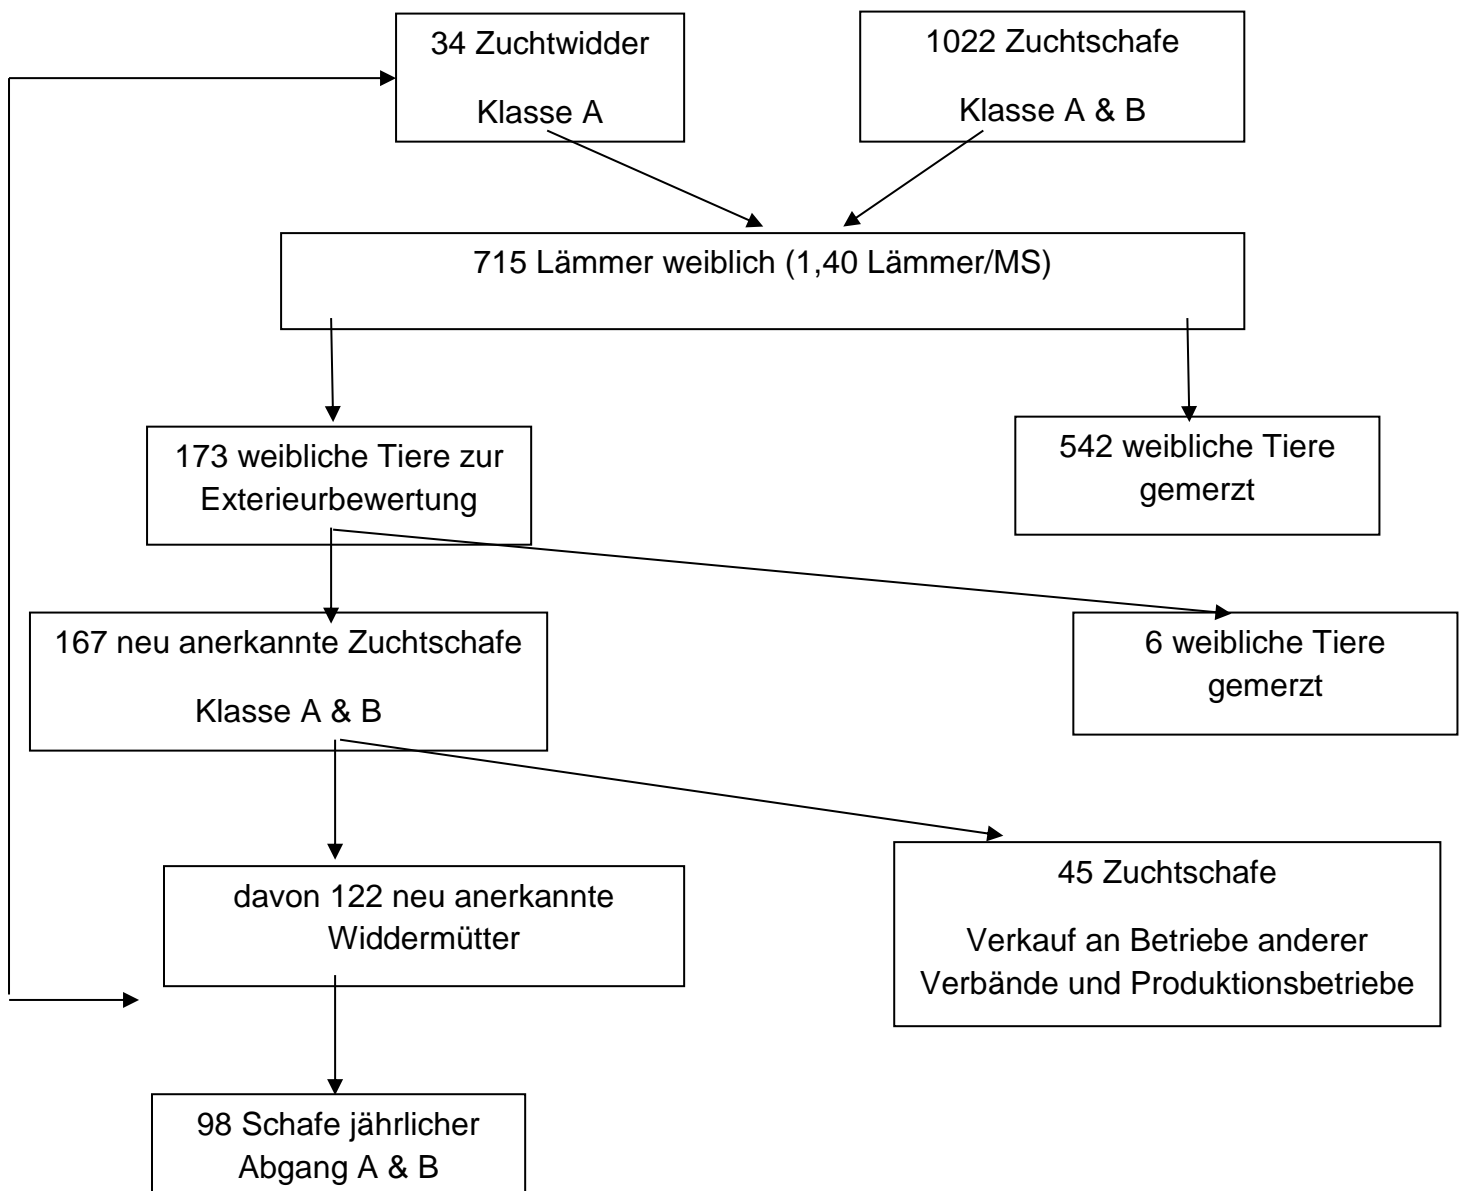 34 Zuchtwidder
Klasse A
1022 Zuchtschafe
Klasse A & B
715 Lämmer weiblich (1,40 Lämmer/MS)
173 weibliche Tiere zur
Exterieurbewertung
542 weibliche Tiere
gemerzt
167 neu anerkannte Zuchtschafe
Klasse A & B
6 weibliche Tiere
gemerzt
davon 122 neu anerkannte
Widdermütter
45 Zuchtschafe
Verkauf an Betriebe anderer
Verbände und Produktionsbetriebe
98 Schafe jährlicher
Abgang A & B